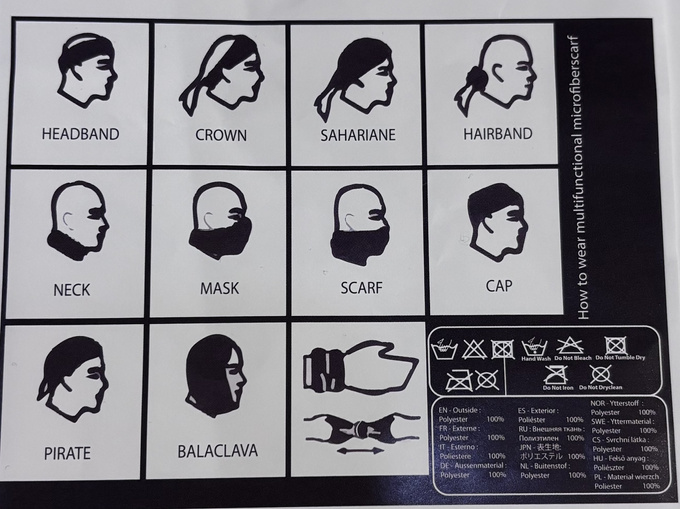 HEADBAND
CROWN
SAHARIANE
HAIRBAND
NECK
MASK
SCARF
CAP
PIRATE
BALACLAVA
How to wear multifunctional microfiberscarf
Hand Wash Do Not Bleach Do Not Tumble Dry
Do Not Iron Do Not Dryclean
EN - Outside :
Polyester 100%
FR - Externe :
Polyester 100%
IT - Esterno :
Poliestere 100%
DE - Aussenmaterial :
Polyester 100%
ES - Exterior :
Poliéster 100%
RU : Внешняя ткань :
Полиэтилен 100%
JPN - 表生地:
ポリエステル 100%
NL - Buitenstof :
Polyester 100%
NOR - Ytterstoff :
Polyester 100%
SWE - Yttermaterial :
Polyester 100%
CS - Svrchní látka :
Polyester 100%
HU - Felső anyag :
Poliészter 100%
PL - Material wierzch
Poliester 100%